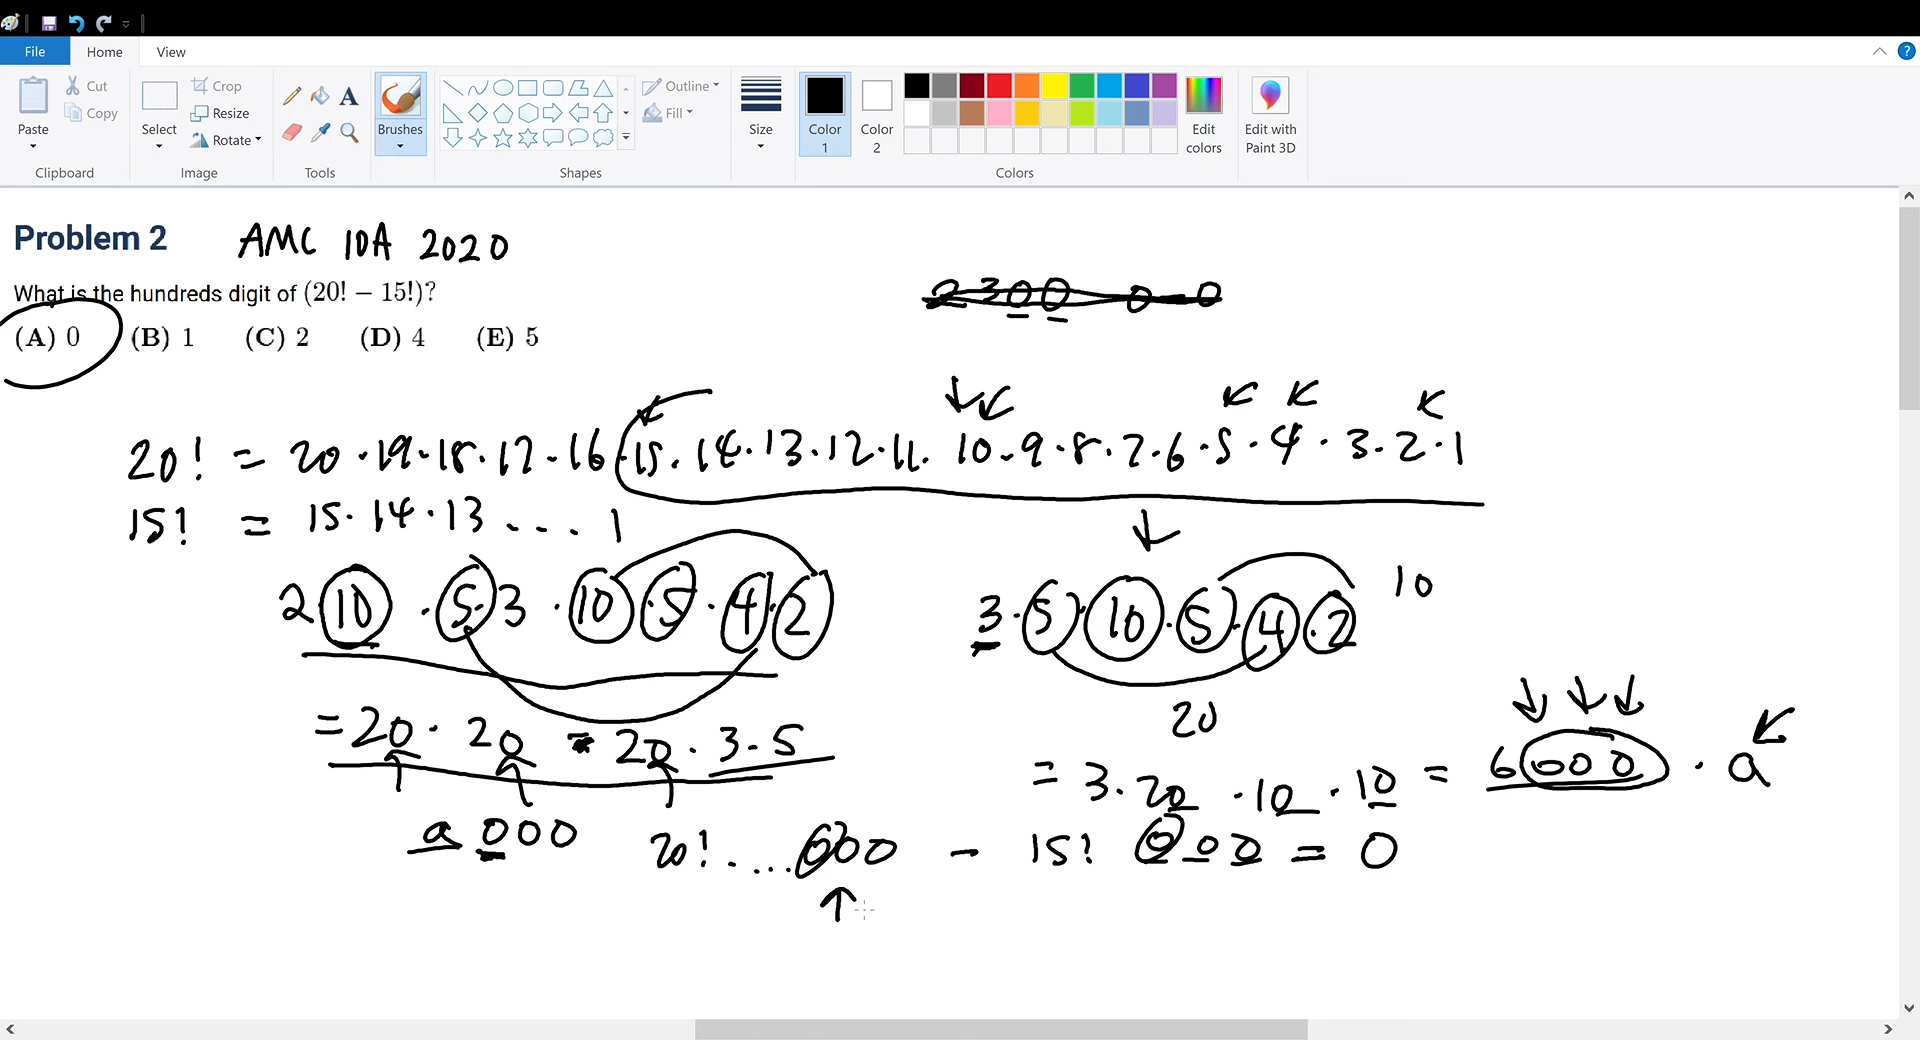 File Home View
Paste
Cut
Copy
Clipboard
Select
Crop
Resize
Rotate
Image
Tools
Brushes
Shapes
Outline
Fill
Size
Color 1
Color 2
Edit colors
Edit with Paint 3D
Colors
Problem 2 AMC 10A 2020
What is the hundreds digit of (20! − 15!)?
(A) 0 (B) 1 (C) 2 (D) 4 (E) 5
2300 0 0
20! = 20 · 19 · 18 · 17 · 16 · 15 · 14 · 13 · 12 · 11 · 10 · 9 · 8 · 7 · 6 · 5 · 4 · 3 · 2 · 1
15! = 15 · 14 · 13 . . . . 1
2 10 · 5 · 3 · 10 · 5 · 4 · 2
3 · 5 · 10 · 5 · 4 · 2
10
20
= 20 · 20 · 20 · 3 · 5
= 3 · 20 · 10 · 10 = 6000 · a
a 000
20! . . . . 000 − 15! 000 = 0